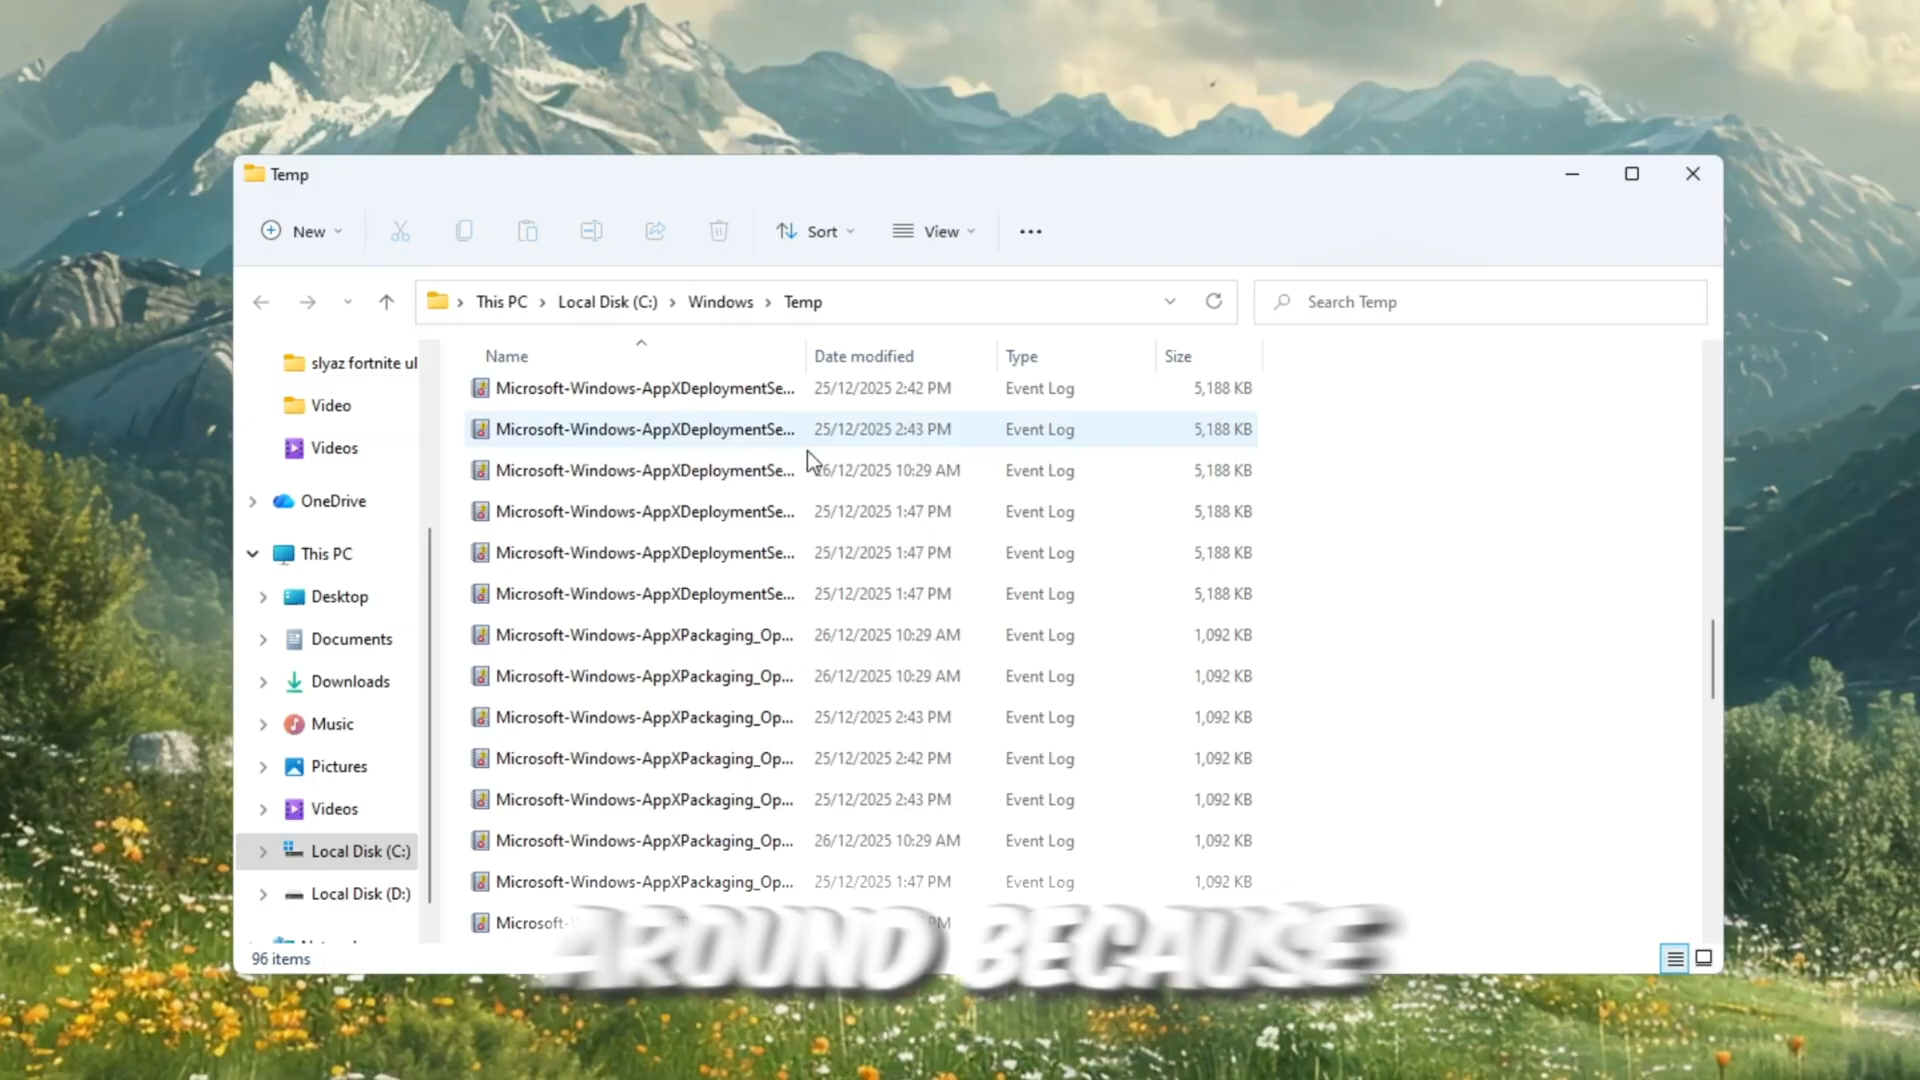 Temp
New
Sort
View
This PC
Local Disk (C:)
Windows
Temp
Search Temp
slyaz fortnite ul
Video
Videos
OneDrive
This PC
Desktop
Documents
Downloads
Music
Pictures
Videos
Local Disk (C:)
Local Disk (D:)
Name Date modified Type Size
Microsoft-Windows-AppXDeploymentSe... 25/12/2025 2:42 PM Event Log 5,188 KB
Microsoft-Windows-AppXDeploymentSe... 25/12/2025 2:43 PM Event Log 5,188 KB
Microsoft-Windows-AppXDeploymentSe... 26/12/2025 10:29 AM Event Log 5,188 KB
Microsoft-Windows-AppXDeploymentSe... 25/12/2025 1:47 PM Event Log 5,188 KB
Microsoft-Windows-AppXDeploymentSe... 25/12/2025 1:47 PM Event Log 5,188 KB
Microsoft-Windows-AppXDeploymentSe... 25/12/2025 1:47 PM Event Log 5,188 KB
Microsoft-Windows-AppXPackaging_Op... 26/12/2025 10:29 AM Event Log 1,092 KB
Microsoft-Windows-AppXPackaging_Op... 26/12/2025 10:29 AM Event Log 1,092 KB
Microsoft-Windows-AppXPackaging_Op... 25/12/2025 2:43 PM Event Log 1,092 KB
Microsoft-Windows-AppXPackaging_Op... 25/12/2025 2:42 PM Event Log 1,092 KB
Microsoft-Windows-AppXPackaging_Op... 25/12/2025 2:43 PM Event Log 1,092 KB
Microsoft-Windows-AppXPackaging_Op... 26/12/2025 10:29 AM Event Log 1,092 KB
Microsoft-Windows-AppXPackaging_Op... 25/12/2025 1:47 PM Event Log 1,092 KB
Microsoft- PM
AROUND BECAUSE
96 items